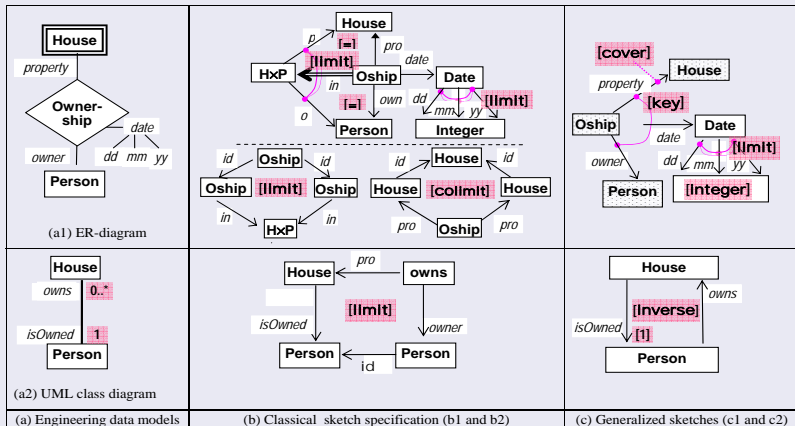 House
property
Owner-
ship
date
dd mm yy
owner
Person
(a1) ER-diagram
House
p
[=]
pro
[lImIt]
date
HxP
in
Oship
Date
dd
mm
yy
[lImIt]
[=]
own
o
Person
Integer
id
Oship
id
Oship
[lImIt]
Oship
in
in
HxP
id
House
id
House
[colImIt]
House
pro
pro
Oship
[cover]
House
property
[key]
Oship
Date
date
owner
dd
mm
yy
[lImIt]
Person
[Integer]
House
owns
0..*
isOwned
1
Person
(a2) UML class diagram
House
pro
owns
[lImIt]
isOwned
owner
Person
id
Person
House
owns
[Inverse]
isOwned
[1]
Person
(a) Engineering data models
(b) Classical sketch specification (b1 and b2)
(c) Generalized sketches (c1 and c2)